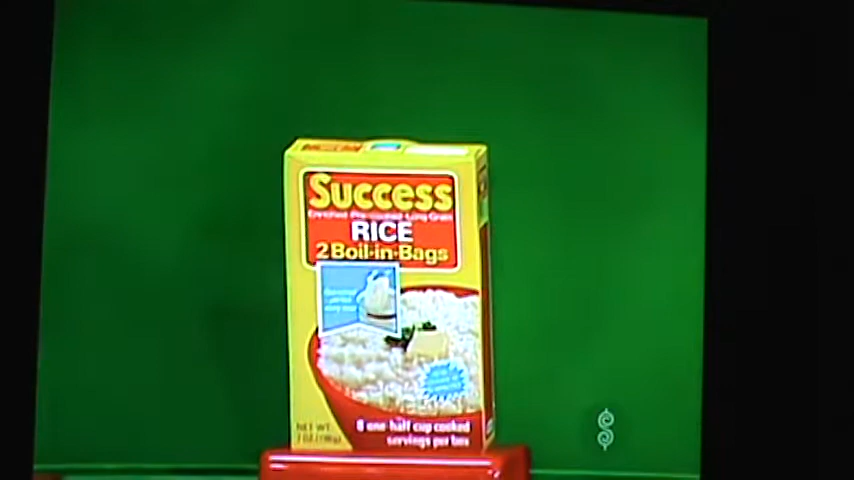 Success
Enriched Pre-cooked Long Grain
RICE
2 Boil-in-Bags
NET WT.
8 one-half cup cooked
servings per box